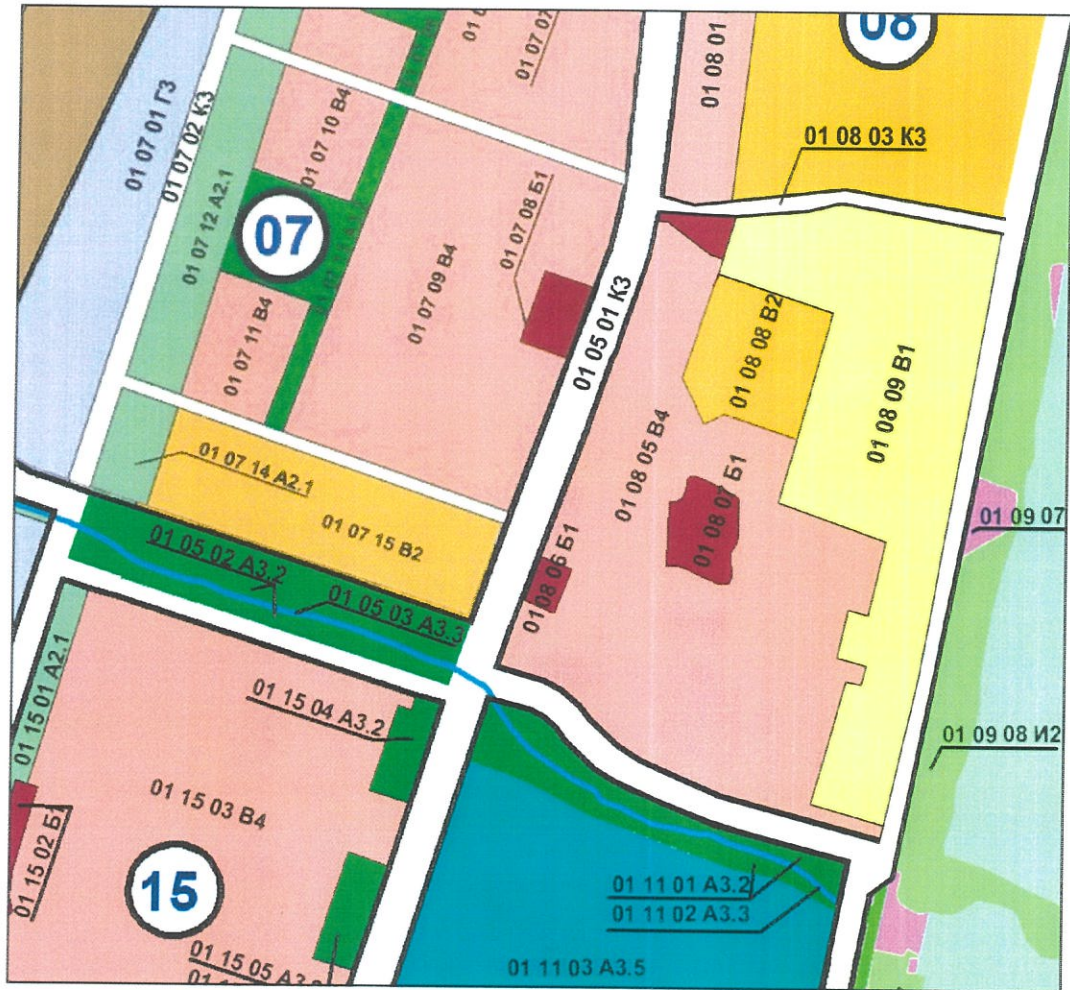 08
01 08 01
01 07 07
01 07 01 Г3
01 07 02 К3
01 07 10 В4
01 08 03 К3
01 07 12 А2.1
07
01 07 08 Б1
01 07 09 В4
01 05 01 К3
01 07 11 В4
01 08 08 В2
01 08 09 В1
01 08 05 В4
01 07 14 А2.1
01 07 15 В2
01 08 07 Б1
01 09 07
01 05 02 А3.2
01 05 03 А3.3
01 08 06 Б1
01 15 01 А2.1
01 15 04 А3.2
01 09 08 И2
01 15 03 В4
01 15 02 Б1
15
01 11 01 А3.2
01 11 02 А3.3
01 15 05
01 11 03 А3.5